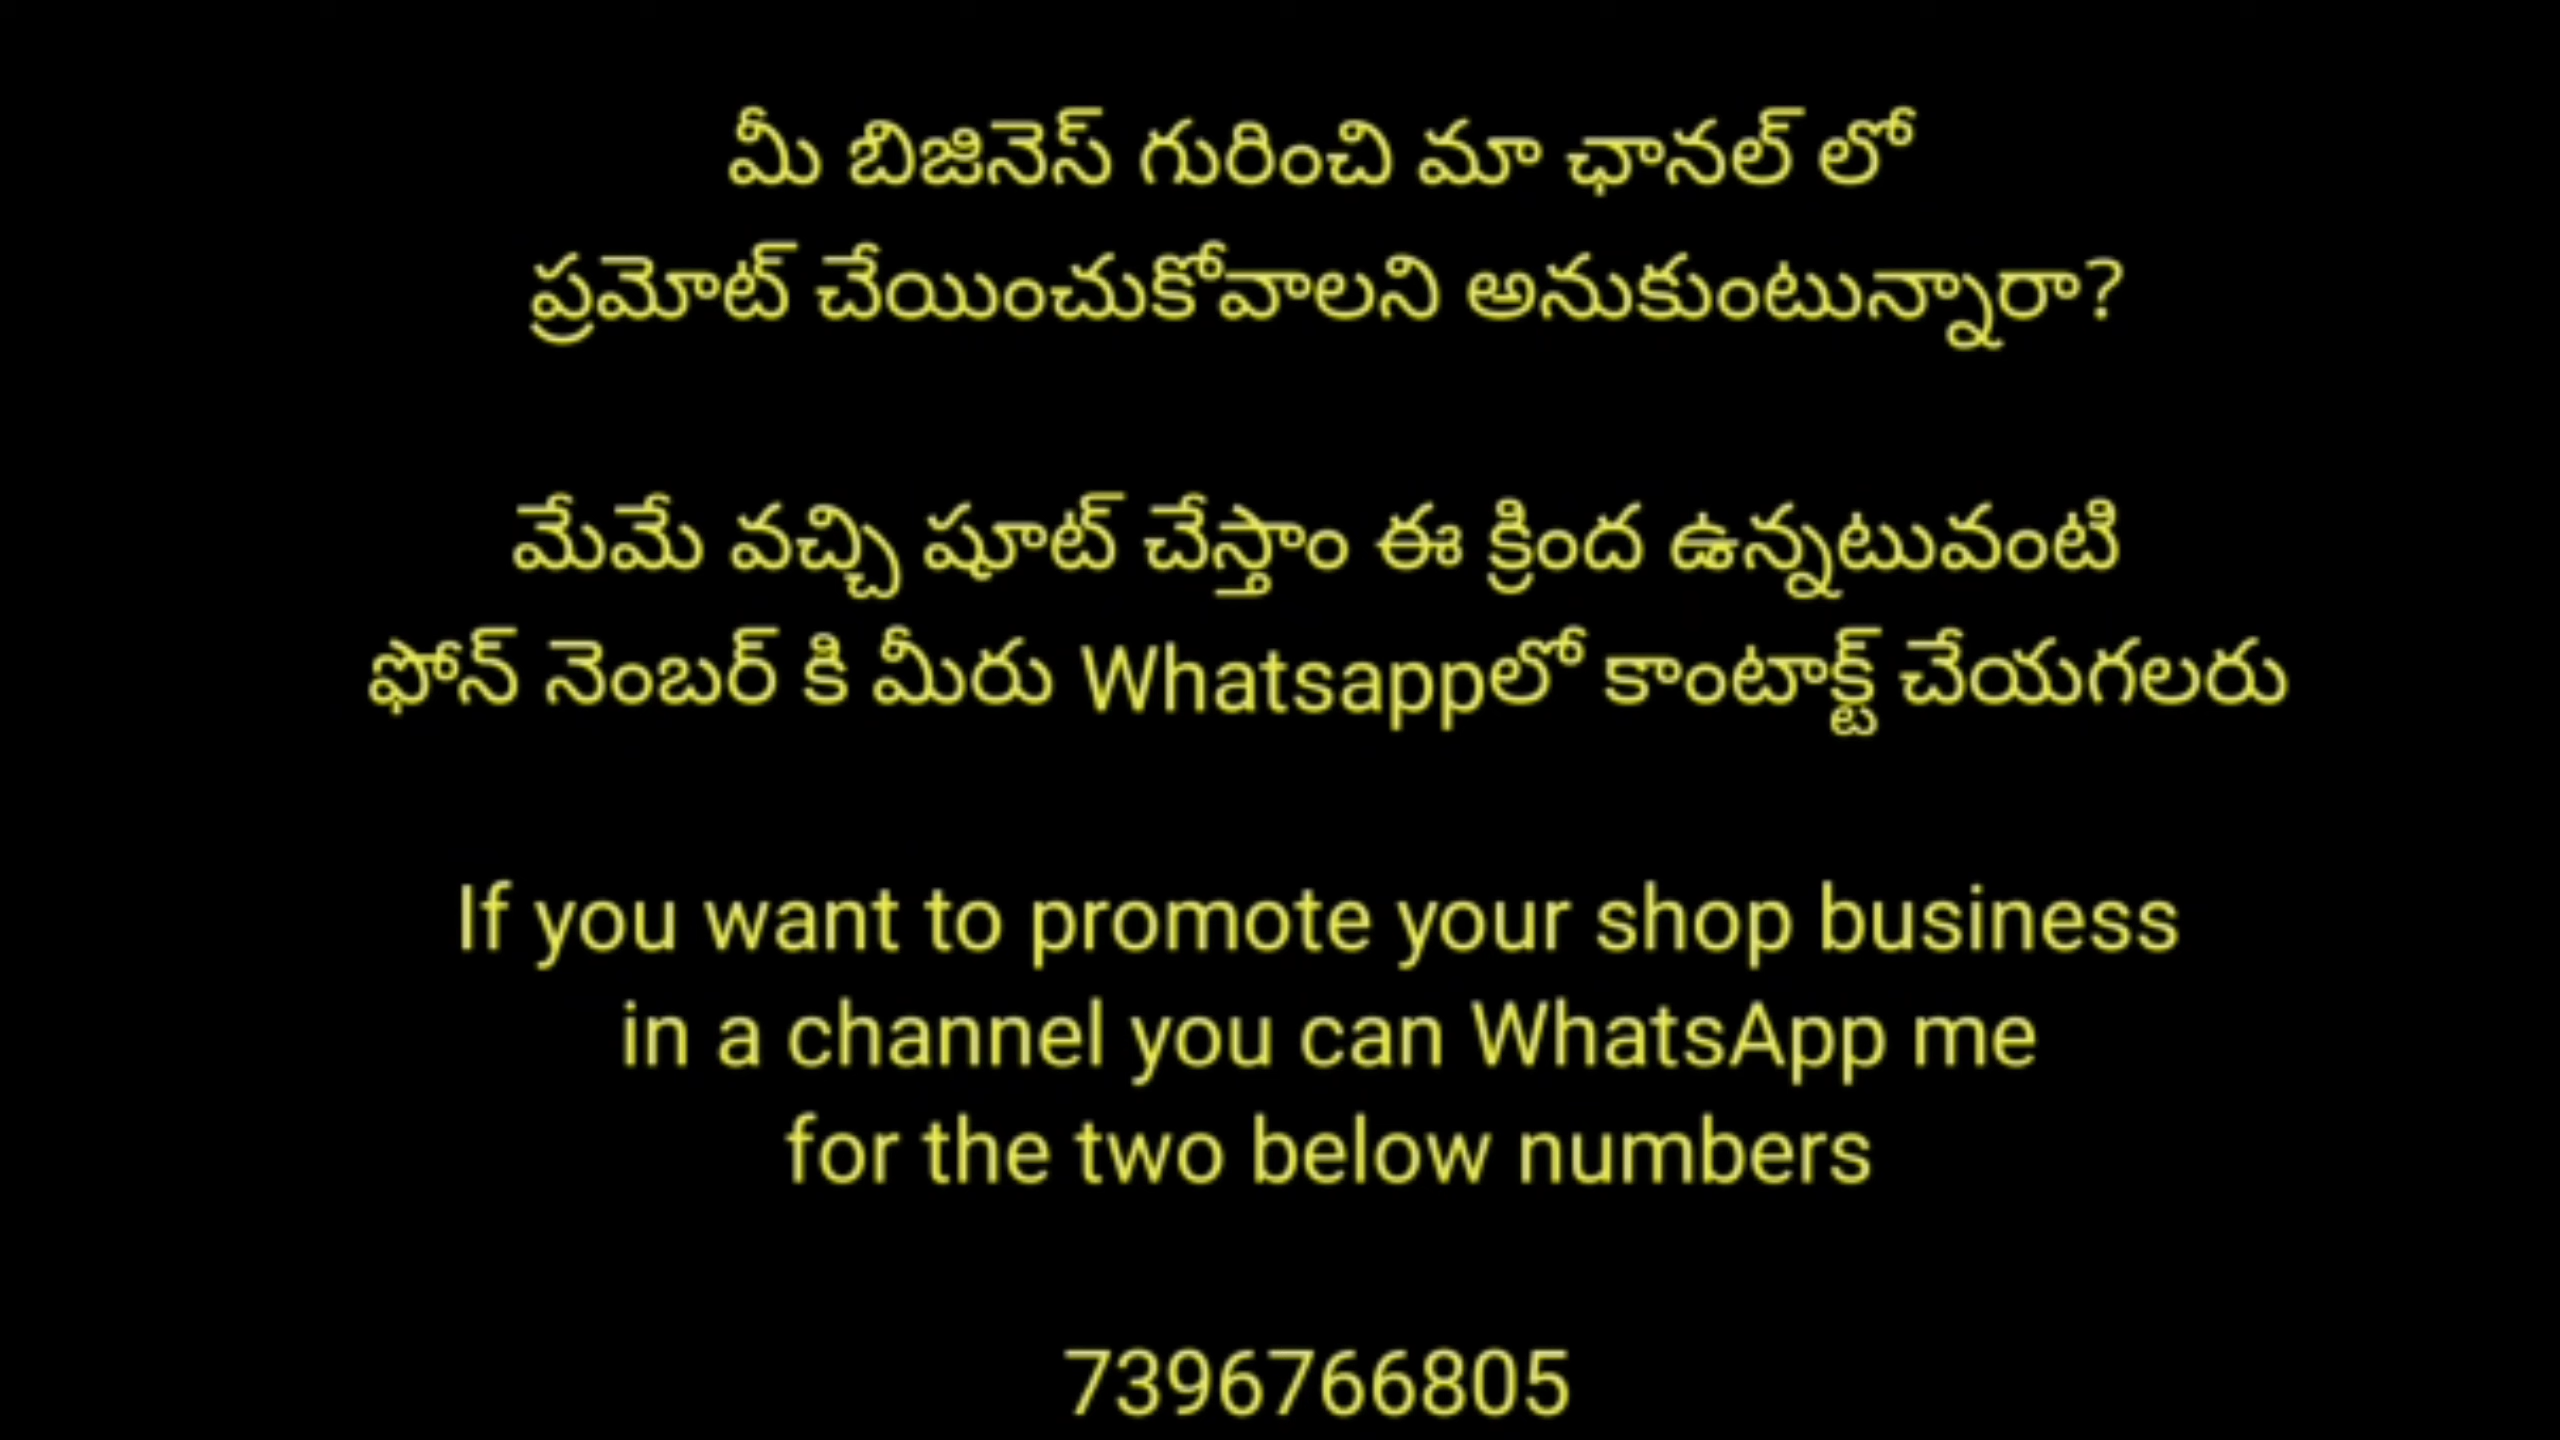 మీ బిజినెస్ గురించి మా ఛానల్ లో
ప్రమోట్ చేయించుకోవాలని అనుకుంటున్నారా?
మేమే వచ్చి షూట్ చేస్తాం ఈ క్రింద ఉన్నటువంటి
ఫోన్ నెంబర్ కి మీరు Whatsappలో కాంటాక్ట్ చేయగలరు
If you want to promote your shop business
in a channel you can WhatsApp me
for the two below numbers
7396766805